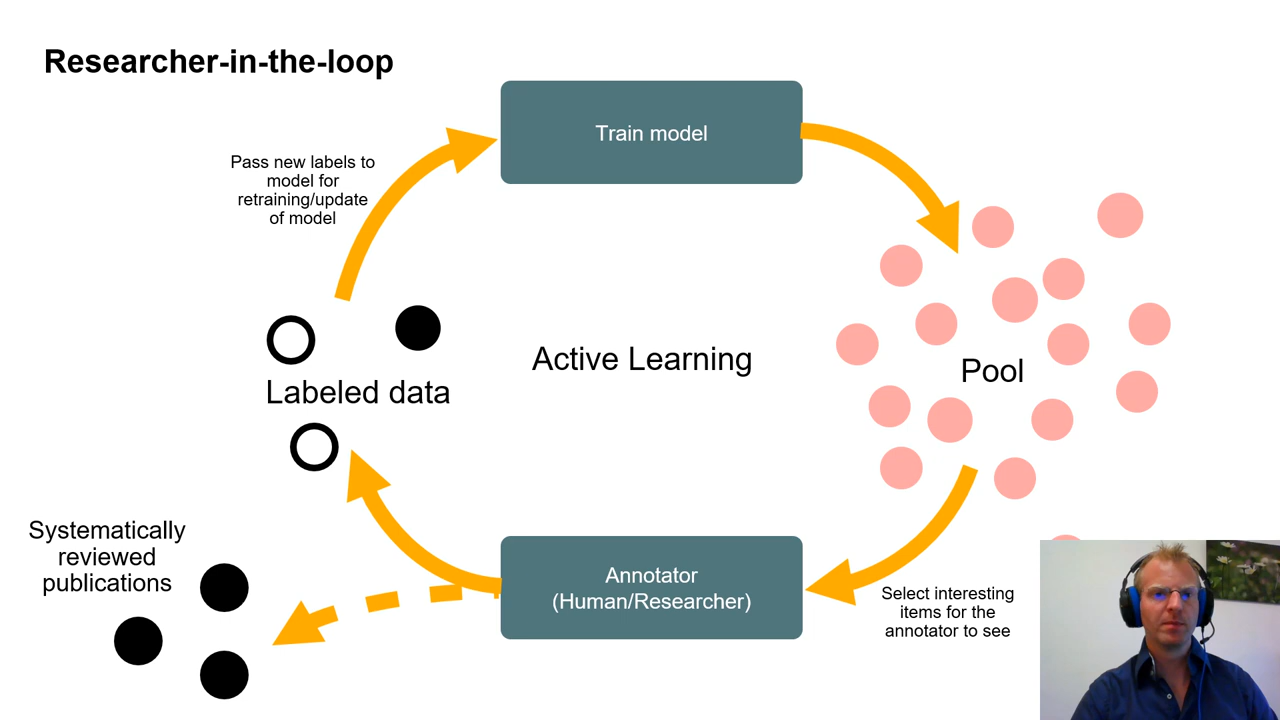 Researcher-in-the-loop
Train model
Pass new labels to
model for
retraining/update
of model
Active Learning
Pool
Labeled data
Systematically
reviewed
publications
Annotator
(Human/Researcher)
Select interesting
items for the
annotator to see